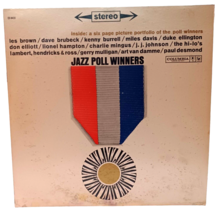 inside: a six page picture portfolio of the poll winners
les brown / dave brubeck / kenny burrell / miles davis / duke ellington
don elliott / lionel hampton / charlie mingus / j. j. johnson / the hi-lo's
lambert, hendricks & ross / gerry mulligan / art van damme / paul desmond
JAZZ POLL WINNERS
COLUMBIA